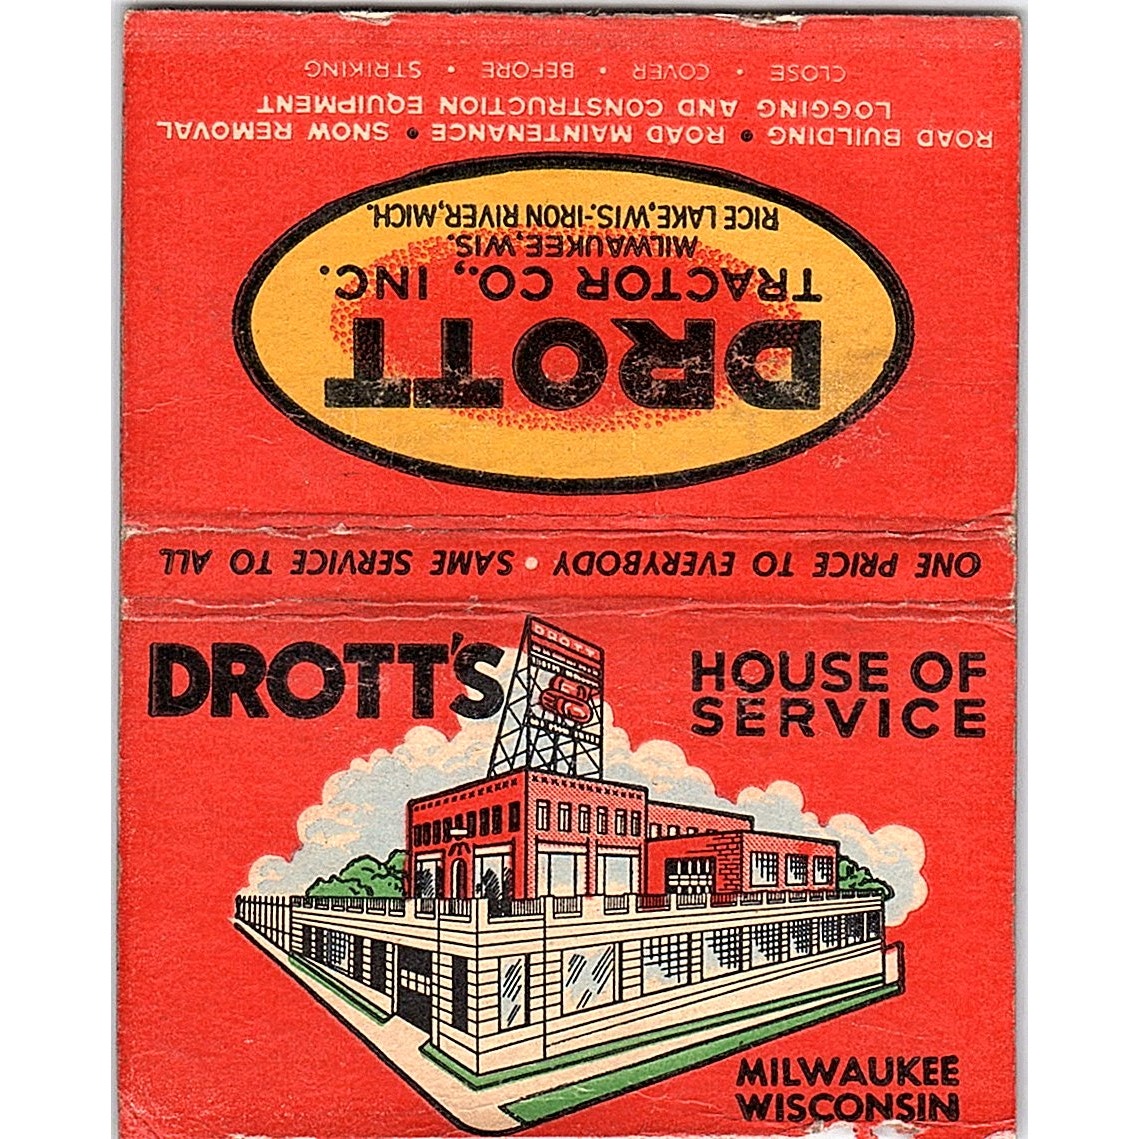 CLOSE • COVER • BEFORE • STRIKING
LOGGING AND CONSTRUCTION EQUIPMENT
ROAD BUILDING • ROAD MAINTENANCE • SNOW REMOVAL
RICE LAKE, WIS.-IRON RIVER, MICH.
MILWAUKEE, WIS.
TRACTOR CO., INC.
DROTT
ONE PRICE TO EVERYBODY • SAME SERVICE TO ALL
DROTT'S
HOUSE OF
SERVICE
DROTT
MILWAUKEE
WISCONSIN